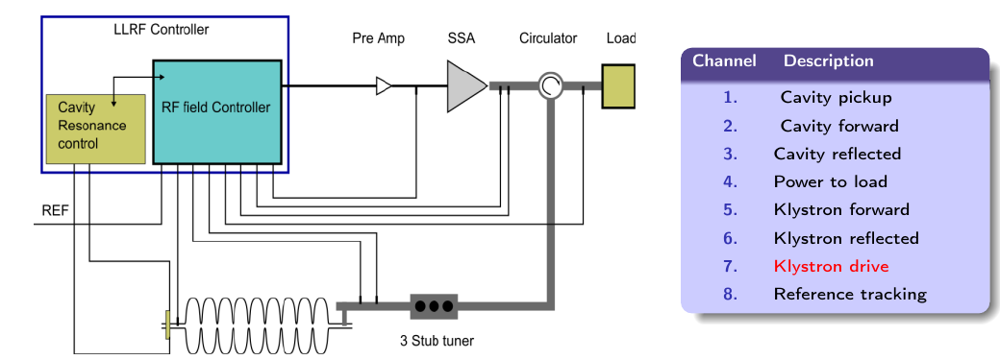 LLRF Controller
Pre Amp
SSA
Circulator
Load
Cavity
Resonance
control
RF field Controller
REF
3 Stub tuner
Channel Description
1. Cavity pickup
2. Cavity forward
3. Cavity reflected
4. Power to load
5. Klystron forward
6. Klystron reflected
7. Klystron drive
8. Reference tracking